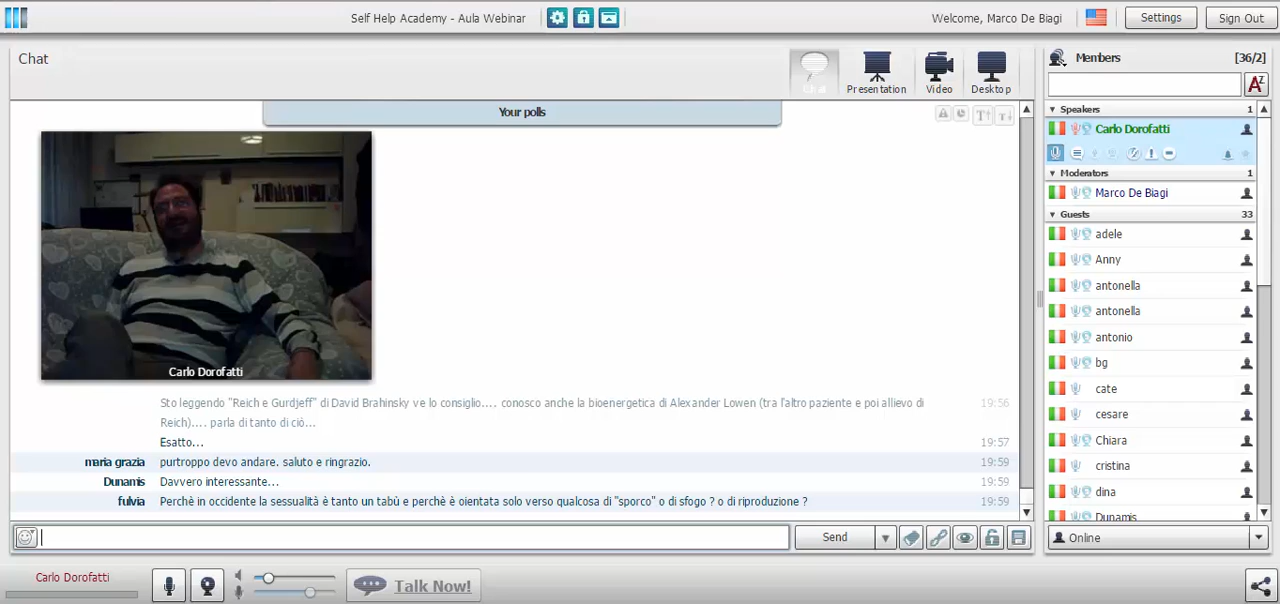 Self Help Academy - Aula Webinar
Welcome, Marco De Biagi
Settings
Sign Out
Chat
Chat
Presentation
Video
Desktop
Your polls
Carlo Dorofatti
Sto leggendo "Reich e Gurdjeff" di David Brahinsky ve lo consiglio.... conosco anche la bioenergetica di Alexander Lowen (tra l'altro paziente e poi allievo di
Reich).... parla di tanto di ciò...
19:56
Esatto...
19:57
maria grazia purtroppo devo andare. saluto e ringrazio. 19:59
Dunamis Davvero interessante... 19:59
fulvia Perchè in occidente la sessualità è tanto un tabù e perchè è oientata solo verso qualcosa di "sporco" o di sfogo ? o di riproduzione ? 19:59
Send
Carlo Dorofatti
Talk Now!
Members [36/2]
Speakers 1
Carlo Dorofatti
Moderators 1
Marco De Biagi
Guests 33
adele
Anny
antonella
antonella
antonio
bg
cate
cesare
Chiara
cristina
dina
Dunamis
Online